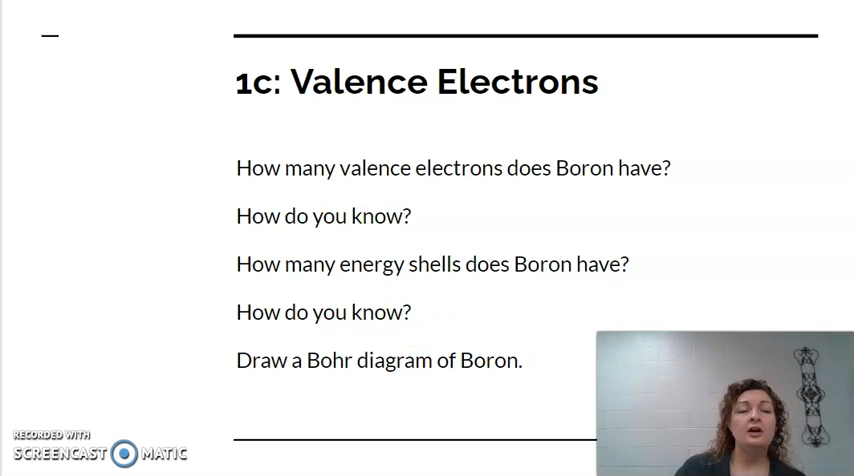 1c: Valence Electrons
How many valence electrons does Boron have?
How do you know?
How many energy shells does Boron have?
How do you know?
Draw a Bohr diagram of Boron.
RECORDED WITH
SCREENCAST MATIC